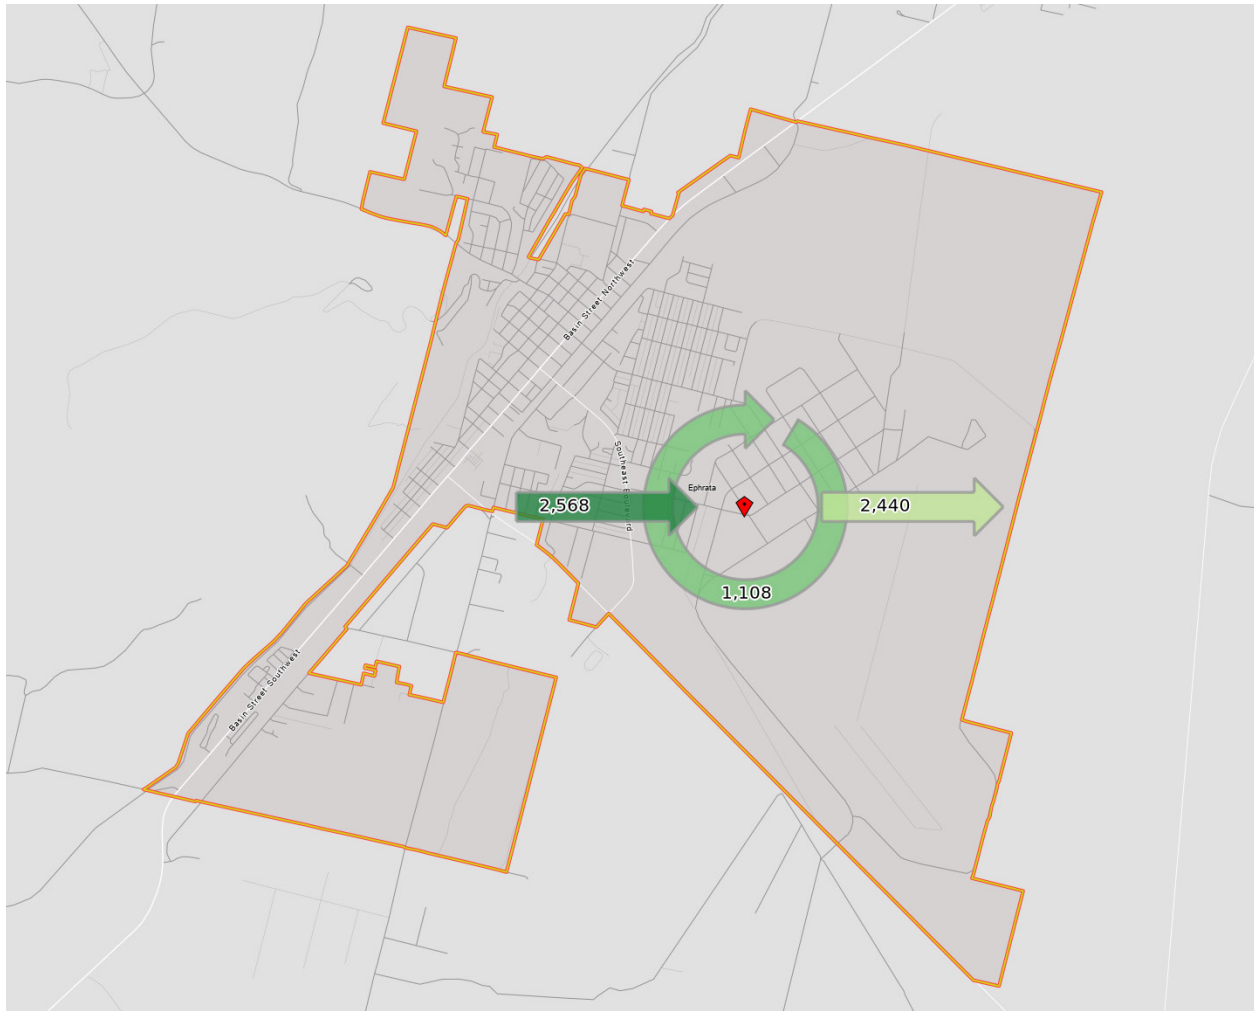 Basin Street Northwest
Southeast Boulevard
Ephrata
2,568
2,440
1,108
Basin Street Southwest